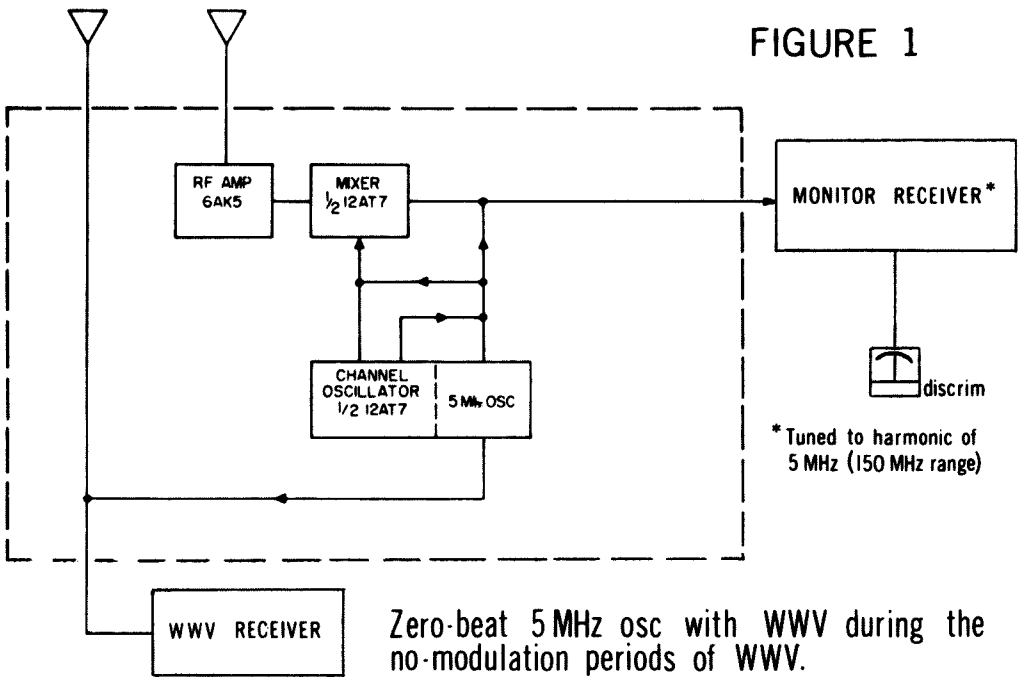 FIGURE 1
RF AMP
6AK5
MIXER
1/2 12AT7
MONITOR RECEIVER*
CHANNEL
OSCILLATOR
1/2 12AT7
5 MHz OSC
discrim
*Tuned to harmonic of
5 MHz (150 MHz range)
WWV RECEIVER
Zero-beat 5 MHz osc with WWV during the
no-modulation periods of WWV.